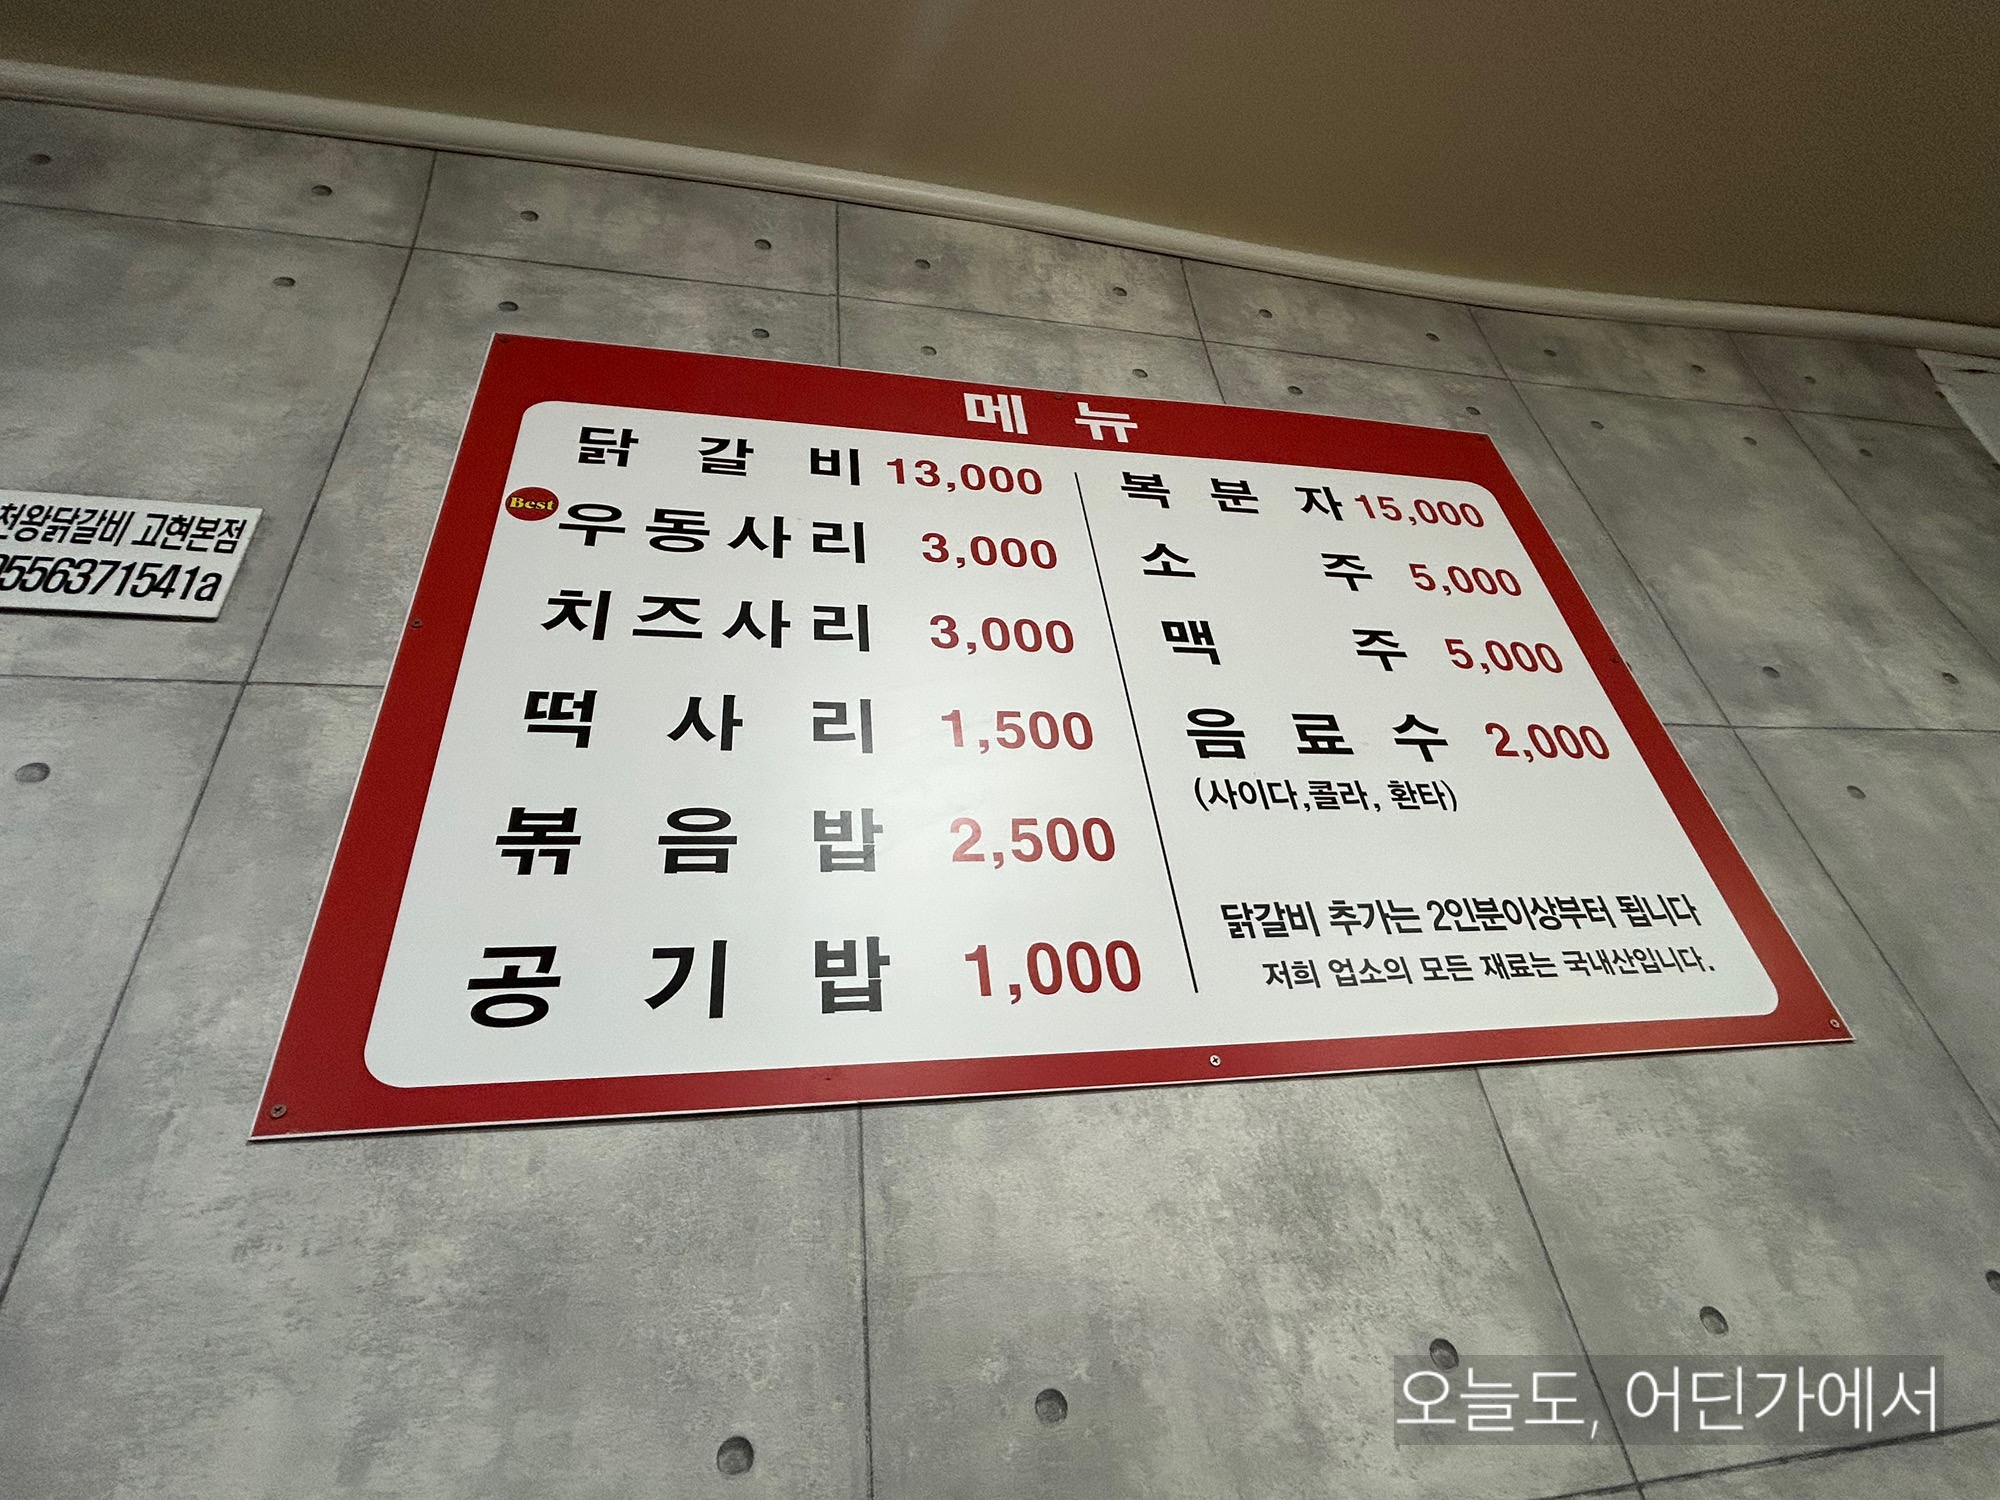 메뉴
닭갈비 13,000
Best
우동사리 3,000
치즈사리 3,000
떡사리 1,500
볶음밥 2,500
공기밥 1,000
복분자 15,000
소주 5,000
맥주 5,000
음료수 2,000
(사이다,콜라, 환타)
닭갈비 추가는 2인분이상부터 됩니다
저희 업소의 모든 재료는 국내산입니다.
천왕닭갈비 고현본점
0556371541a
오늘도, 어딘가에서